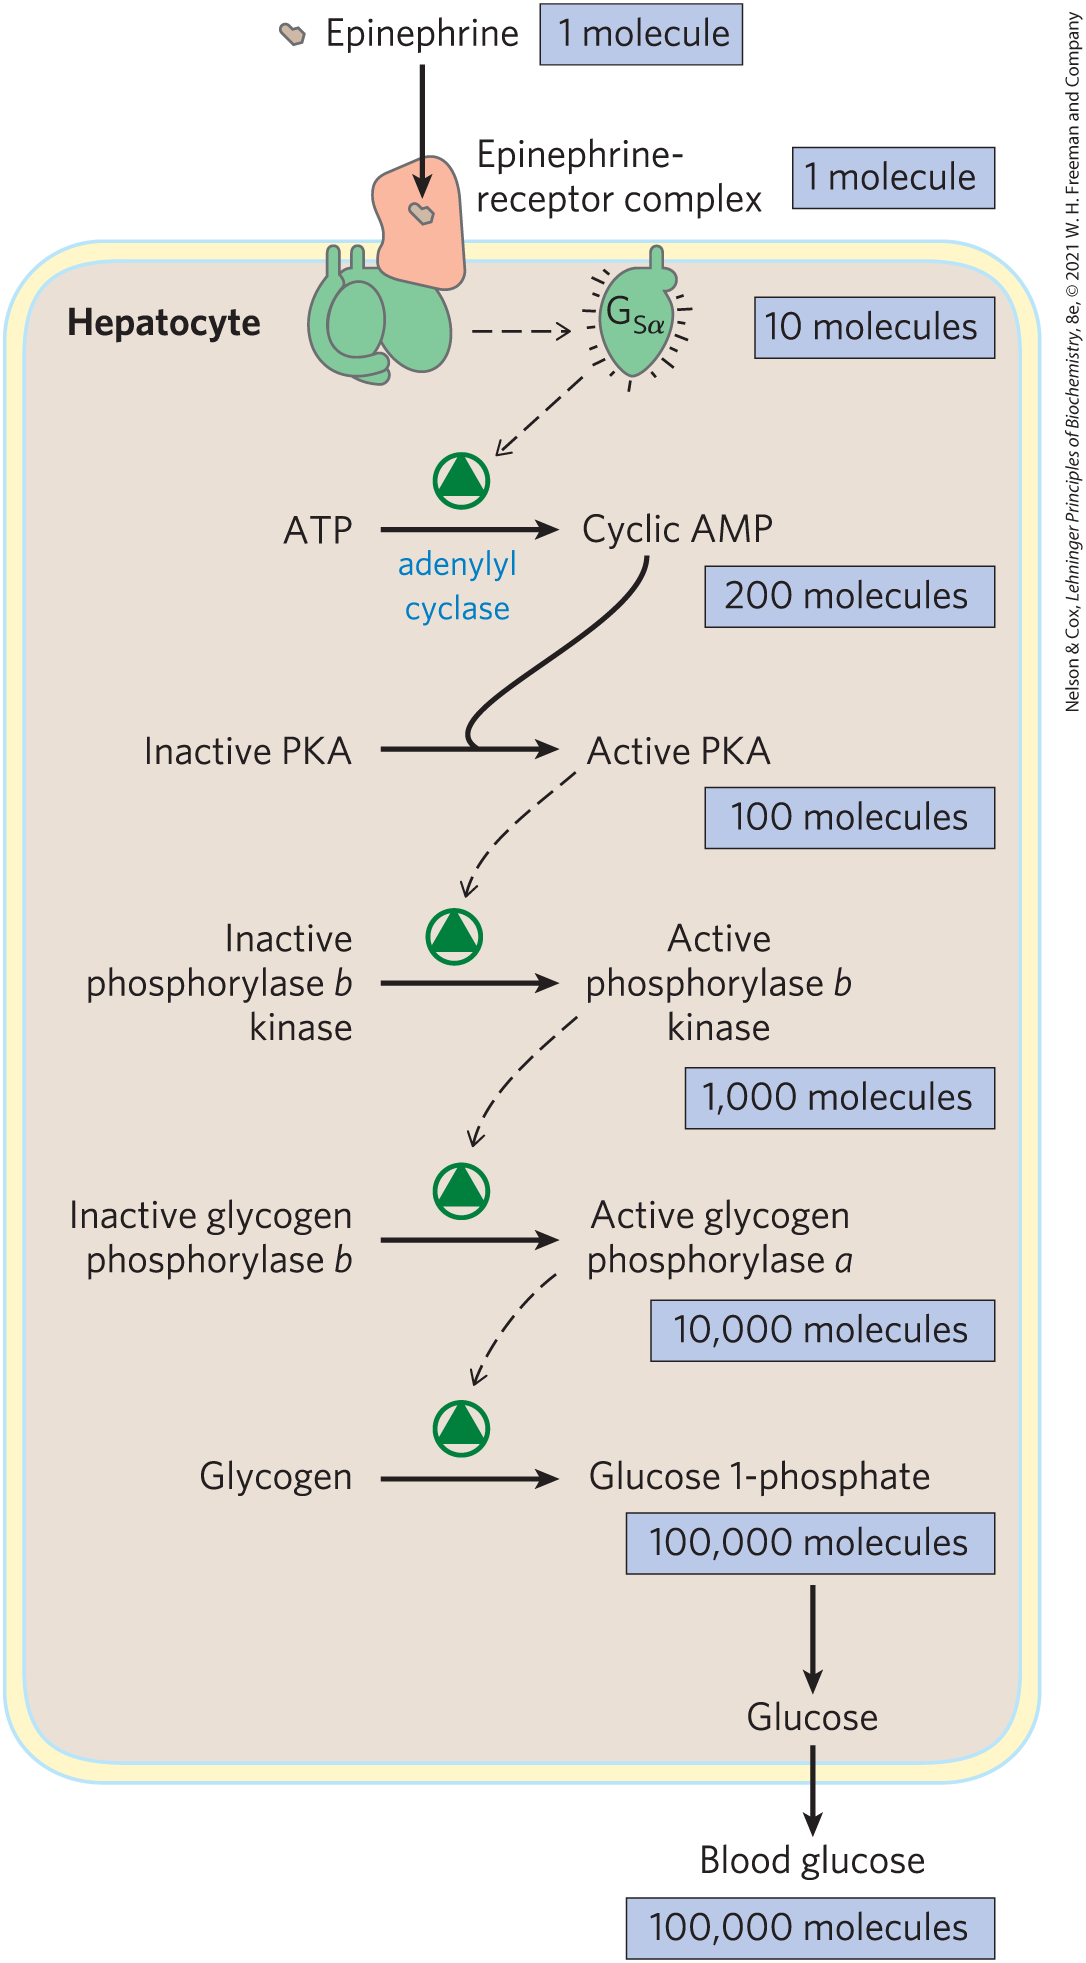 Epinephrine 1 molecule
Epinephrine-
receptor complex
1 molecule
Hepatocyte
GSα
10 molecules
ATP
adenylyl
cyclase
Cyclic AMP
200 molecules
Inactive PKA
Active PKA
100 molecules
Inactive
phosphorylase b
kinase
Active
phosphorylase b
kinase
1,000 molecules
Inactive glycogen
phosphorylase b
Active glycogen
phosphorylase a
10,000 molecules
Glycogen
Glucose 1-phosphate
100,000 molecules
Glucose
Blood glucose
100,000 molecules
Nelson & Cox, Lehninger Principles of Biochemistry, 8e, © 2021 W. H. Freeman and Company